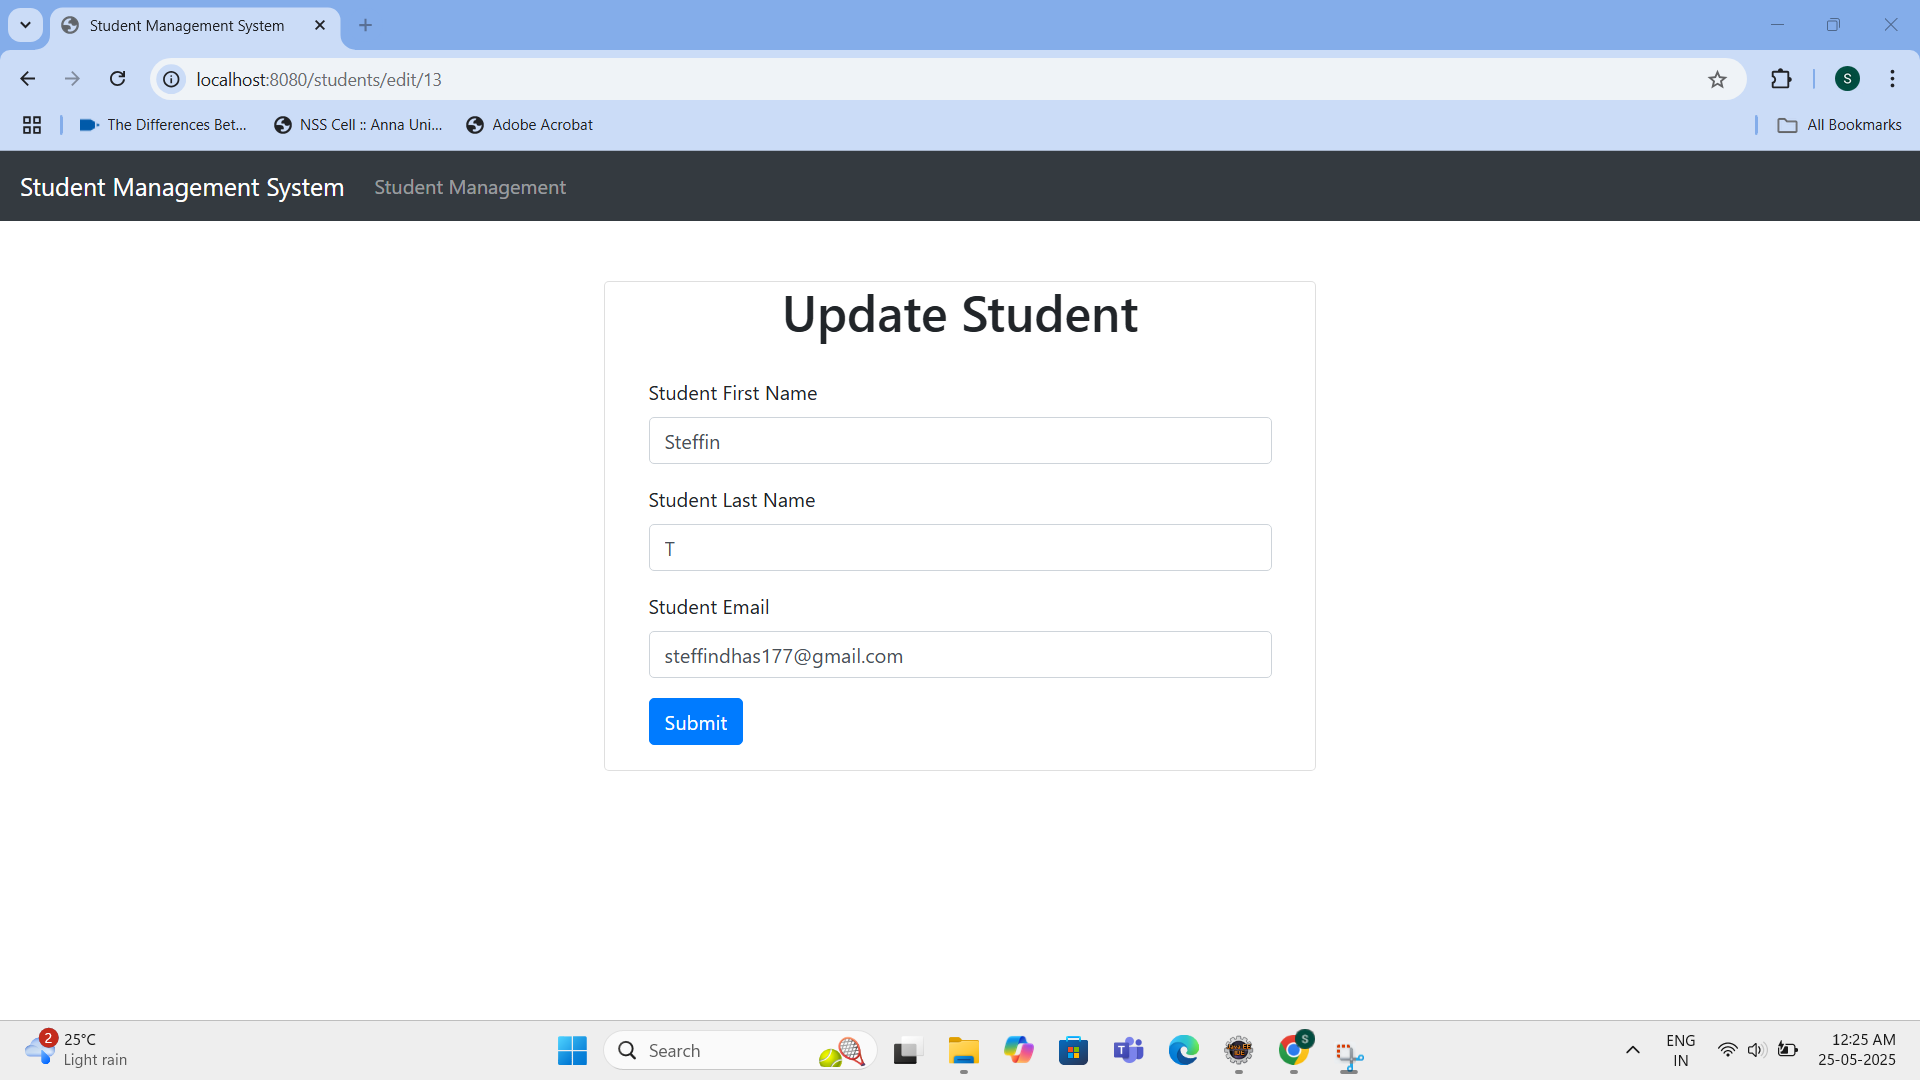 Student Management System
localhost:8080/students/edit/13
S
The Differences Bet...
NSS Cell :: Anna Uni...
Adobe Acrobat
All Bookmarks
Student Management System
Student Management
Update Student
Student First Name
Steffin
Student Last Name
T
Student Email
steffindhas177@gmail.com
Submit
2
25°C
Light rain
Search
S
ENG
IN
12:25 AM
25-05-2025